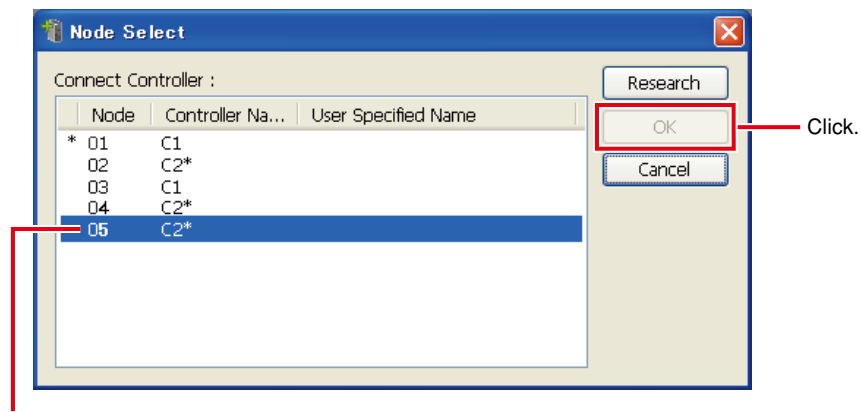 Node Select
Connect Controller :
Research
Node Controller Na... User Specified Name
OK
Click.
* 01 C1
02 C2*
Cancel
03 C1
04 C2*
05 C2*